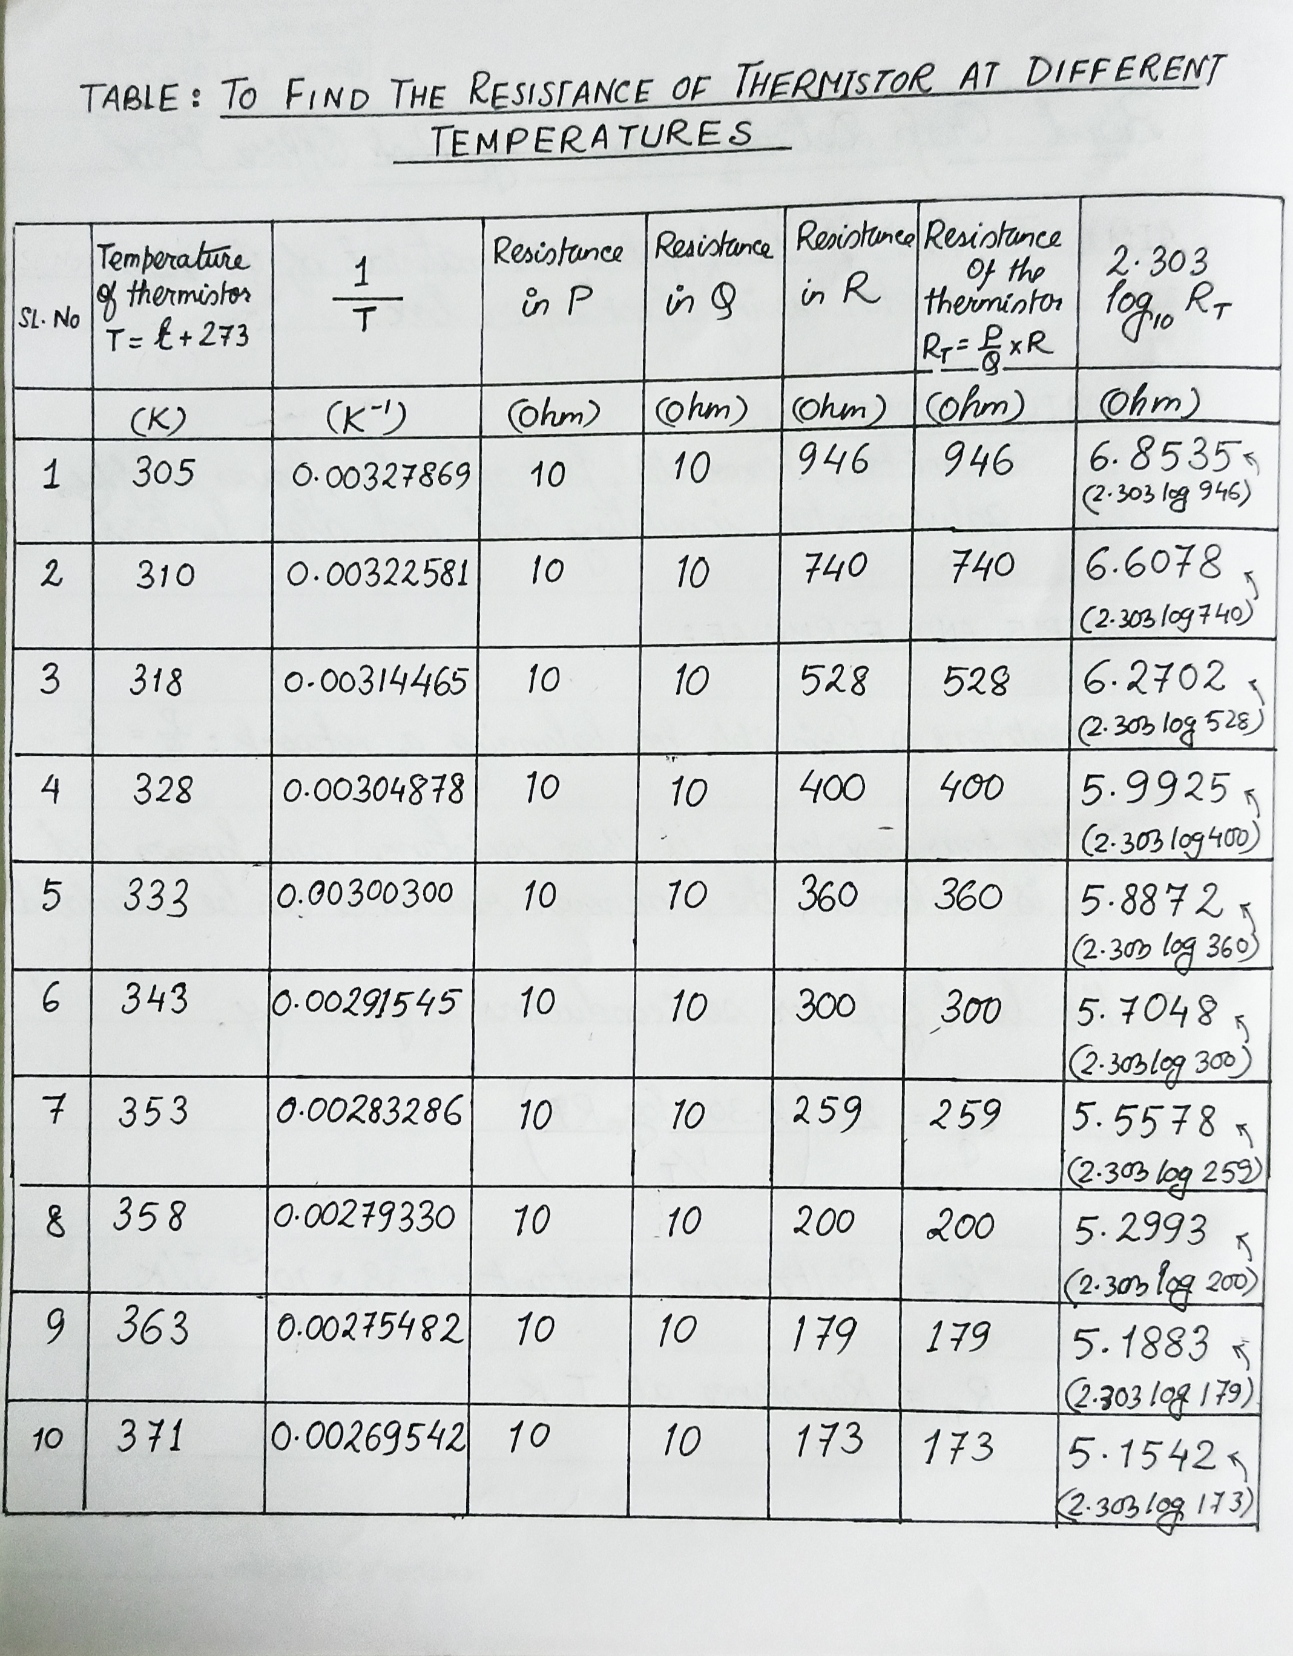 TABLE: TO FIND THE RESISTANCE OF THERMISTOR AT DIFFERENT
TEMPERATURES
SL. No | Temperature of thermistor T = t + 273 | 1/T | Resistance in P | Resistance in Q | Resistance in R | Resistance Of the thermistor R_T = P/Q × R | 2.303 log10 R_T
(K) | (K⁻¹) | (Ohm) | (Ohm) | (Ohm) | (Ohm) | (Ohm)
1 | 305 | 0.00327869 | 10 | 10 | 946 | 946 | 6.8535 (2.303 log 946)
2 | 310 | 0.00322581 | 10 | 10 | 740 | 740 | 6.6078 (2.303 log 740)
3 | 318 | 0.00314465 | 10 | 10 | 528 | 528 | 6.2702 (2.303 log 528)
4 | 328 | 0.00304878 | 10 | 10 | 400 | 400 | 5.9925 (2.303 log 400)
5 | 333 | 0.00300300 | 10 | 10 | 360 | 360 | 5.8872 (2.303 log 360)
6 | 343 | 0.00291545 | 10 | 10 | 300 | 300 | 5.7048 (2.303 log 300)
7 | 353 | 0.00283286 | 10 | 10 | 259 | 259 | 5.5578 (2.303 log 259)
8 | 358 | 0.00279330 | 10 | 10 | 200 | 200 | 5.2993 (2.303 log 200)
9 | 363 | 0.00275482 | 10 | 10 | 179 | 179 | 5.1883 (2.303 log 179)
10 | 371 | 0.00269542 | 10 | 10 | 173 | 173 | 5.1542 (2.303 log 173)